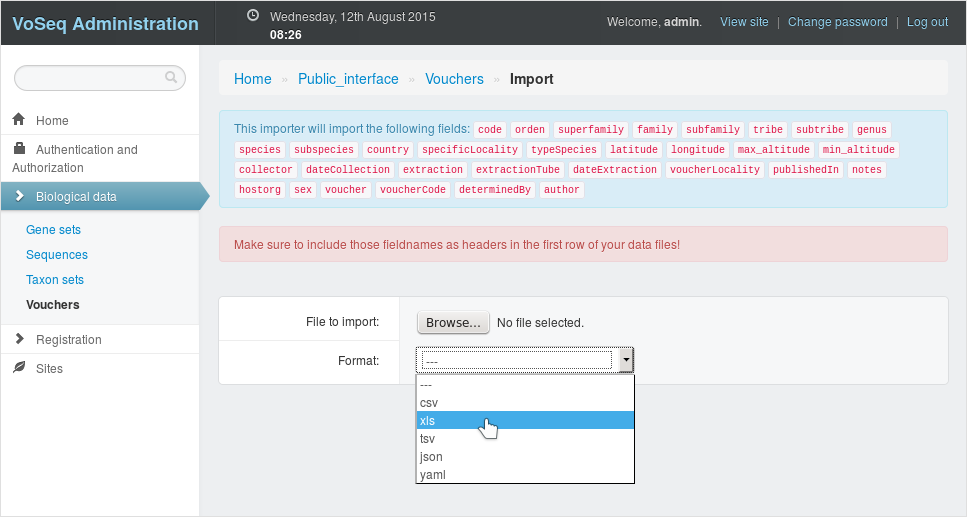 VoSeq Administration
Wednesday, 12th August 2015
08:26
Welcome, admin. View site | Change password | Log out
Home » Public_interface » Vouchers » Import
Home
Authentication and
Authorization
Biological data
Gene sets
Sequences
Taxon sets
Vouchers
Registration
Sites
This importer will import the following fields: code orden superfamily family subfamily tribe subtribe genus
species subspecies country specificLocality typeSpecies latitude longitude max_altitude min_altitude
collector dateCollection extraction extractionTube dateExtraction voucherLocality publishedIn notes
hostorg sex voucher voucherCode determinedBy author
Make sure to include those fieldnames as headers in the first row of your data files!
File to import: Browse... No file selected.
Format: ---
---
csv
xls
tsv
json
yaml